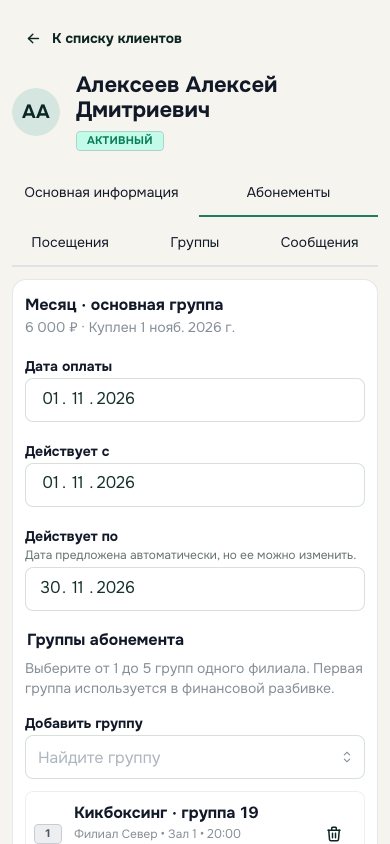 ← К списку клиентов
АА
Алексеев Алексей
Дмитриевич
АКТИВНЫЙ
Основная информация
Абонементы
Посещения
Группы
Сообщения
Месяц · основная группа
6 000 ₽ · Куплен 1 нояб. 2026 г.
Дата оплаты
01 . 11 . 2026
Действует с
01 . 11 . 2026
Действует по
Дата предложена автоматически, но ее можно изменить.
30 . 11 . 2026
Группы абонемента
Выберите от 1 до 5 групп одного филиала. Первая
группа используется в финансовой разбивке.
Добавить группу
Найдите группу
Кикбоксинг · группа 19
1
Филиал Север • Зал 1 • 20:00